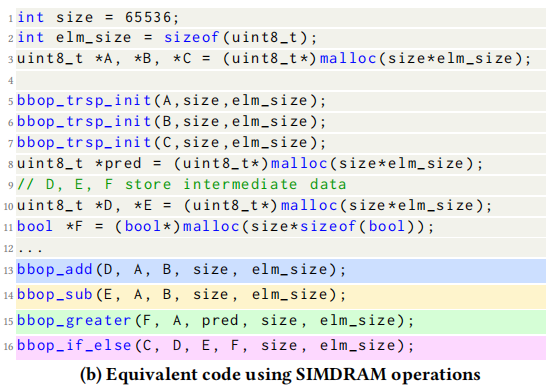 1 int size = 65536;
2 int elm_size = sizeof(uint8_t);
3 uint8_t *A, *B, *C = (uint8_t*)malloc(size*elm_size);
4
5 bbop_trsp_init(A,size,elm_size);
6 bbop_trsp_init(B,size,elm_size);
7 bbop_trsp_init(C,size,elm_size);
8 uint8_t *pred = (uint8_t*)malloc(size*elm_size);
9 // D, E, F store intermediate data
10 uint8_t *D, *E = (uint8_t*)malloc(size*elm_size);
11 bool *F = (bool*)malloc(size*sizeof(bool));
12 ...
13 bbop_add(D, A, B, size, elm_size);
14 bbop_sub(E, A, B, size, elm_size);
15 bbop_greater(F, A, pred, size, elm_size);
16 bbop_if_else(C, D, E, F, size, elm_size);
(b) Equivalent code using SIMDRAM operations